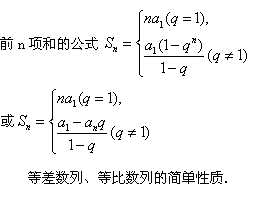 前 n 项和的公式 Sₙ = { na₁(q = 1), 
a₁(1 − qⁿ) / (1 − q) (q ≠ 1)
或 Sₙ = { na₁(q = 1),
(a₁ − aₙq) / (1 − q) (q ≠ 1)
等差数列、等比数列的简单性质.